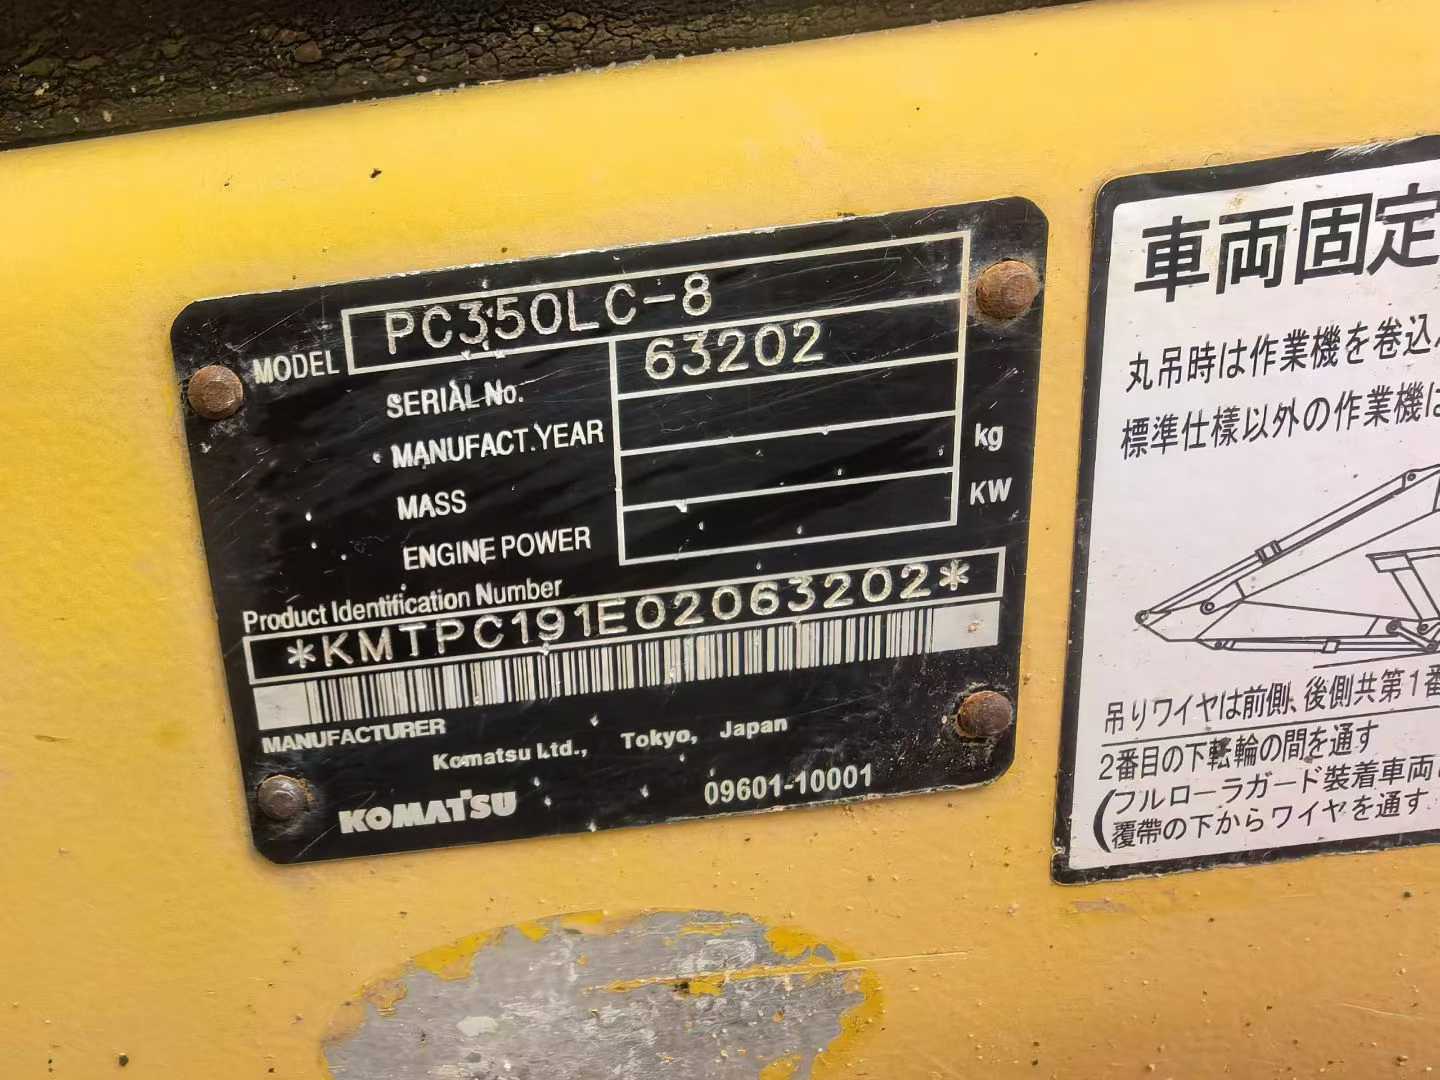 MODEL PC350LC-8
SERIAL No. 63202
MANUFACT.YEAR
MASS kg
ENGINE POWER KW
Product Identification Number
*KMTPC191E02063202*
MANUFACTURER
Komatsu Ltd., Tokyo, Japan
KOMATSU 09601-10001
車両固定
丸吊時は作業機を巻込
標準仕様以外の作業機は
吊りワイヤは前側、後側共第1番
2番目の下転輪の間を通す
(フルローラガード装着車両
覆帯の下からワイヤを通す